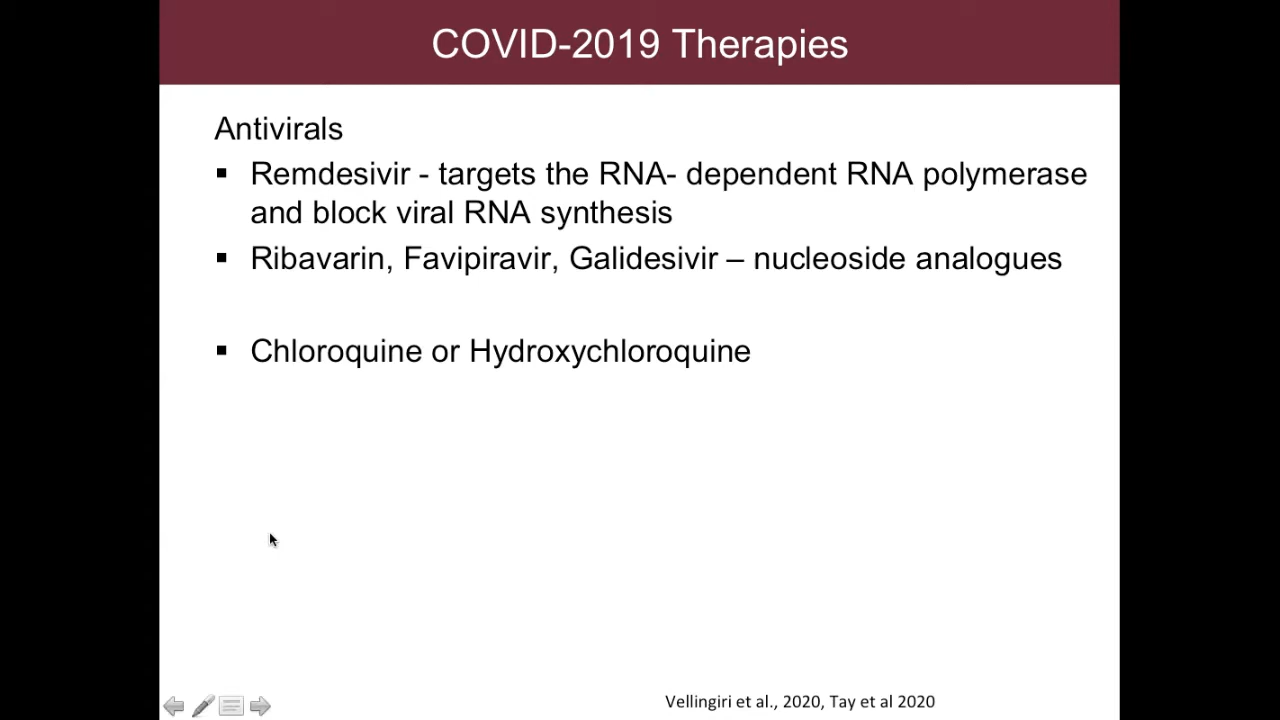 COVID-2019 Therapies
Antivirals
▪ Remdesivir - targets the RNA- dependent RNA polymerase
and block viral RNA synthesis
▪ Ribavarin, Favipiravir, Galidesivir – nucleoside analogues
▪ Chloroquine or Hydroxychloroquine
Vellingiri et al., 2020, Tay et al 2020